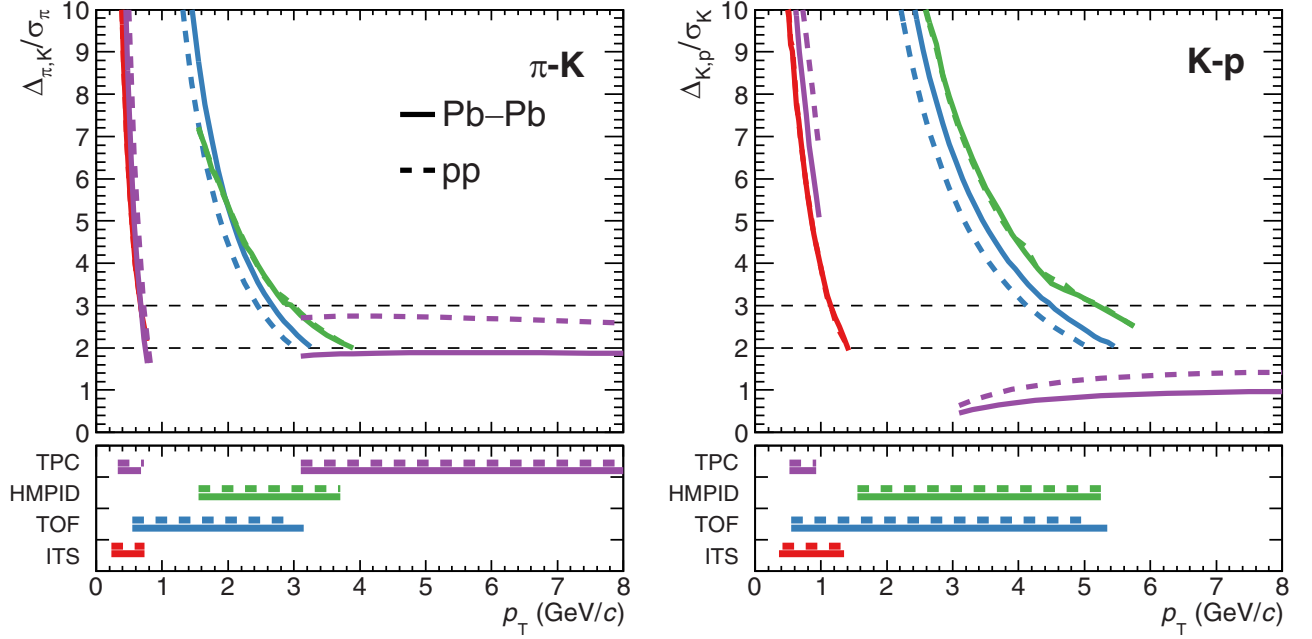 Δπ,K/σπ
10
9
8
7
6
5
4
3
2
1
0
π-K
Pb–Pb
pp
TPC
HMPID
TOF
ITS
0 1 2 3 4 5 6 7 8
pT (GeV/c)
ΔK,p/σK
10
9
8
7
6
5
4
3
2
1
0
K-p
TPC
HMPID
TOF
ITS
0 1 2 3 4 5 6 7 8
pT (GeV/c)